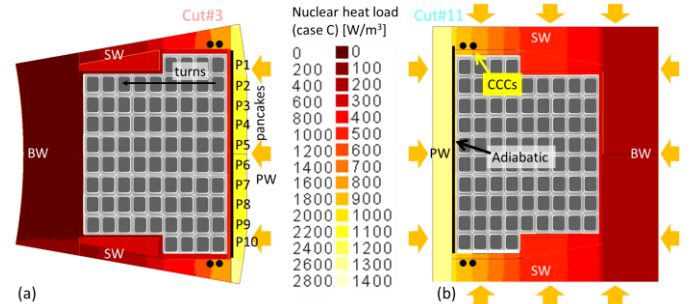 Cut#3
Nuclear heat load
(case C) [W/m³]
Cut#11
SW
turns
P1
P2
P3
P4
P5
P6
P7
P8
P9
P10
pancakes
BW
PW
SW
(a)
0 0
200 100
400 200
600 300
800 400
1000 500
1200 600
1400 700
1600 800
1800 900
2000 1000
2200 1100
2400 1200
2600 1300
2800 1400
SW
CCCs
PW
Adiabatic
BW
SW
(b)